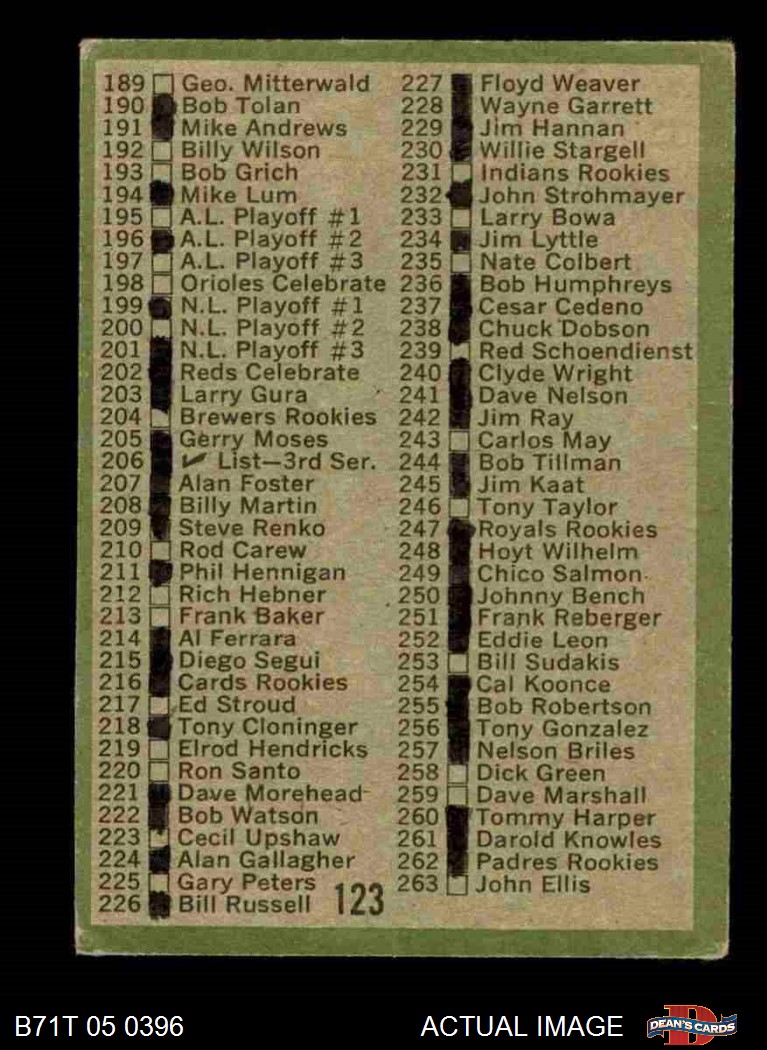 189 Geo. Mitterwald
190 Bob Tolan
191 Mike Andrews
192 Billy Wilson
193 Bob Grich
194 Mike Lum
195 A.L. Playoff #1
196 A.L. Playoff #2
197 A.L. Playoff #3
198 Orioles Celebrate
199 N.L. Playoff #1
200 N.L. Playoff #2
201 N.L. Playoff #3
202 Reds Celebrate
203 Larry Gura
204 Brewers Rookies
205 Gerry Moses
206 ✓ List—3rd Ser.
207 Alan Foster
208 Billy Martin
209 Steve Renko
210 Rod Carew
211 Phil Hennigan
212 Rich Hebner
213 Frank Baker
214 Al Ferrara
215 Diego Segui
216 Cards Rookies
217 Ed Stroud
218 Tony Cloninger
219 Elrod Hendricks
220 Ron Santo
221 Dave Morehead
222 Bob Watson
223 Cecil Upshaw
224 Alan Gallagher
225 Gary Peters
226 Bill Russell
227 Floyd Weaver
228 Wayne Garrett
229 Jim Hannan
230 Willie Stargell
231 Indians Rookies
232 John Strohmayer
233 Larry Bowa
234 Jim Lyttle
235 Nate Colbert
236 Bob Humphreys
237 Cesar Cedeno
238 Chuck Dobson
239 Red Schoendienst
240 Clyde Wright
241 Dave Nelson
242 Jim Ray
243 Carlos May
244 Bob Tillman
245 Jim Kaat
246 Tony Taylor
247 Royals Rookies
248 Hoyt Wilhelm
249 Chico Salmon
250 Johnny Bench
251 Frank Reberger
252 Eddie Leon
253 Bill Sudakis
254 Cal Koonce
255 Bob Robertson
256 Tony Gonzalez
257 Nelson Briles
258 Dick Green
259 Dave Marshall
260 Tommy Harper
261 Darold Knowles
262 Padres Rookies
263 John Ellis
123
B71T 05 0396
ACTUAL IMAGE
D
DEAN'S CARDS